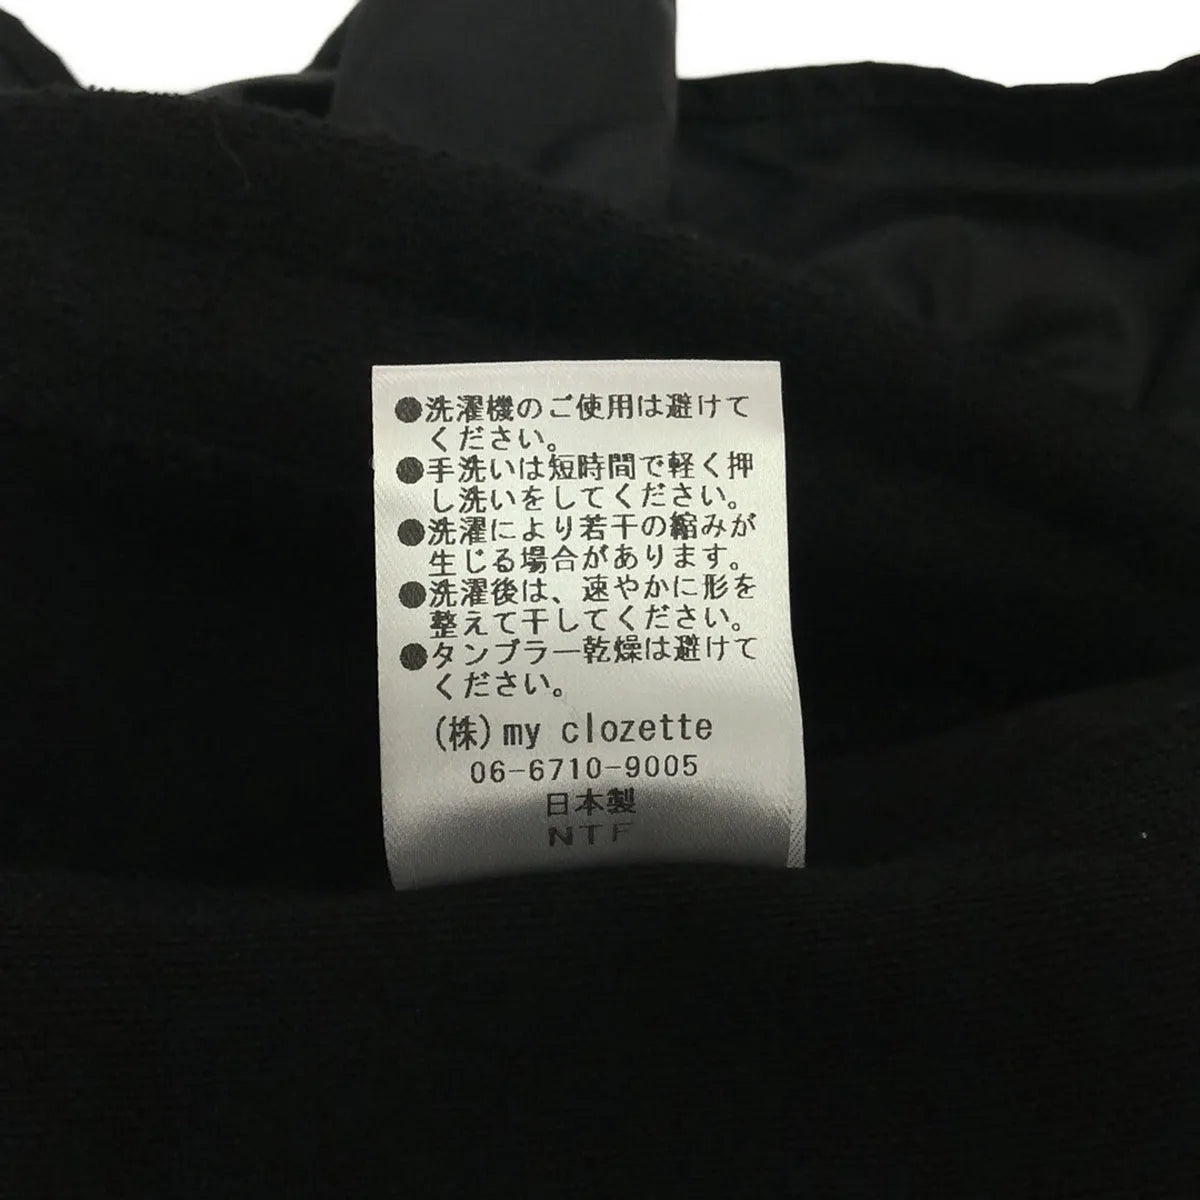 ●洗濯機のご使用は避けて
ください。
●手洗いは短時間で軽く押
し洗いをしてください。
●洗濯により若干の縮みが
生じる場合があります。
●洗濯後は、速やかに形を
整えて干してください。
●タンブラー乾燥は避けて
ください。
(株)my clozette
06-6710-9005
日本製
NTF